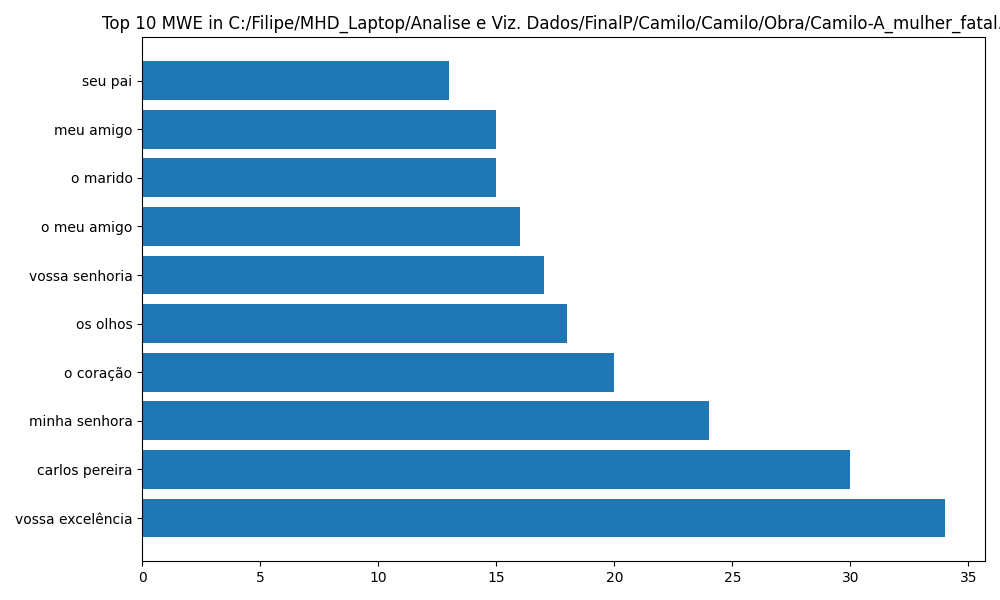 Top 10 MWE in C:/Filipe/MHD_Laptop/Analise e Viz. Dados/FinalP/Camilo/Camilo/Obra/Camilo-A_mulher_fatal.
seu pai
meu amigo
o marido
o meu amigo
vossa senhoria
os olhos
o coração
minha senhora
carlos pereira
vossa excelência
0 5 10 15 20 25 30 35